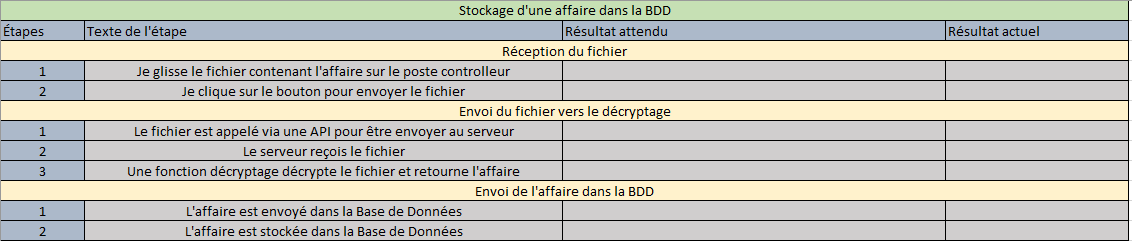 Stockage d'une affaire dans la BDD
Étapes Texte de l'étape Résultat attendu Résultat actuel
Réception du fichier
1 Je glisse le fichier contenant l'affaire sur le poste controlleur
2 Je clique sur le bouton pour envoyer le fichier
Envoi du fichier vers le décryptage
1 Le fichier est appelé via une API pour être envoyer au serveur
2 Le serveur reçois le fichier
3 Une fonction décryptage décrypte le fichier et retourne l'affaire
Envoi de l'affaire dans la BDD
1 L'affaire est envoyé dans la Base de Données
2 L'affaire est stockée dans la Base de Données